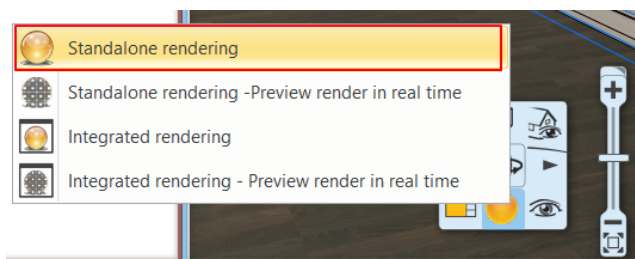 Standalone rendering
Standalone rendering -Preview render in real time
Integrated rendering
Integrated rendering - Preview render in real time